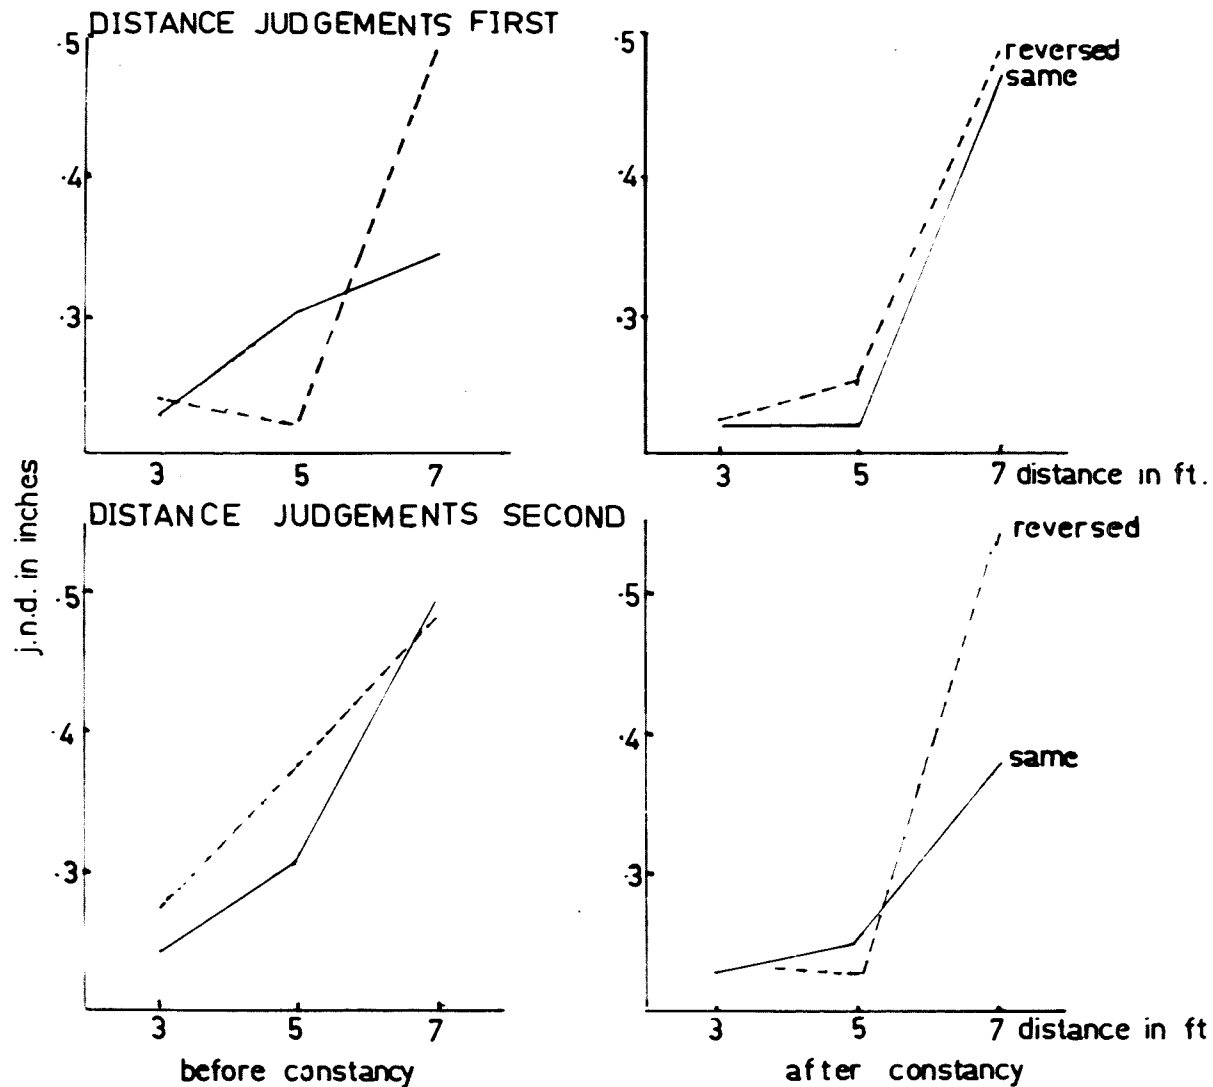 DISTANCE JUDGEMENTS FIRST
.5
.4
.3
3 5 7
.5
.4
.3
reversed
same
3 5 7 distance in ft.
j.n.d. in inches
DISTANCE JUDGEMENTS SECOND
.5
.4
.3
3 5 7
before constancy
.5
.4
.3
reversed
same
3 5 7 distance in ft
after constancy